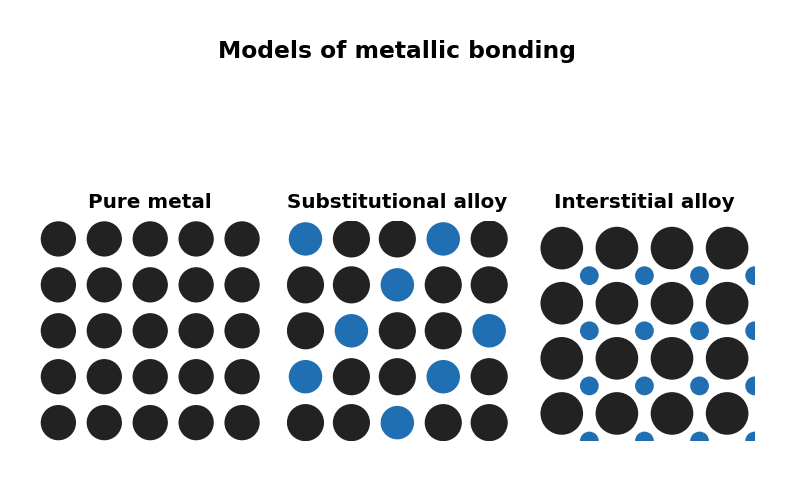 Models of metallic bonding
Pure metal
Substitutional alloy
Interstitial alloy